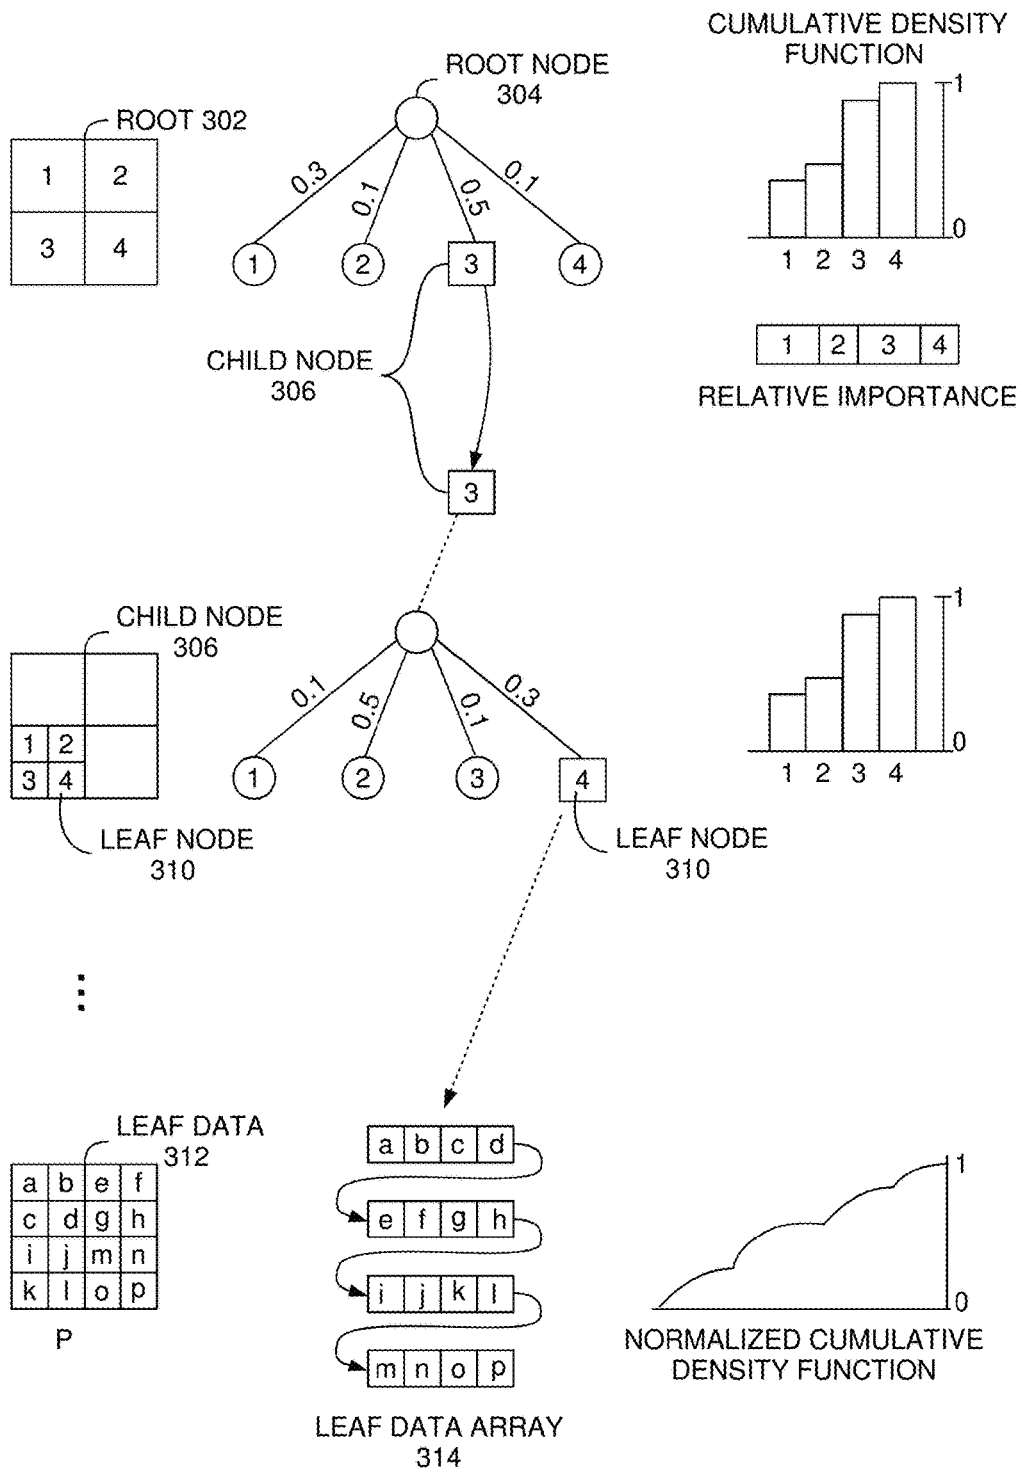 CUMULATIVE DENSITY
FUNCTION
ROOT NODE
304
ROOT 302
1 2
3 4
0.3 0.1 0.5 0.1
1 2 3 4
1
0
1 2 3 4
CHILD NODE
306
1 2 3 4
RELATIVE IMPORTANCE
3
CHILD NODE
306
1 2
3 4
0.1 0.5 0.1 0.3
1 2 3 4
1
0
1 2 3 4
LEAF NODE
310
LEAF NODE
310
LEAF DATA
312
a b e f
c d g h
i j m n
k l o p
P
a b c d
e f g h
i j k l
m n o p
LEAF DATA ARRAY
314
1
0
NORMALIZED CUMULATIVE
DENSITY FUNCTION